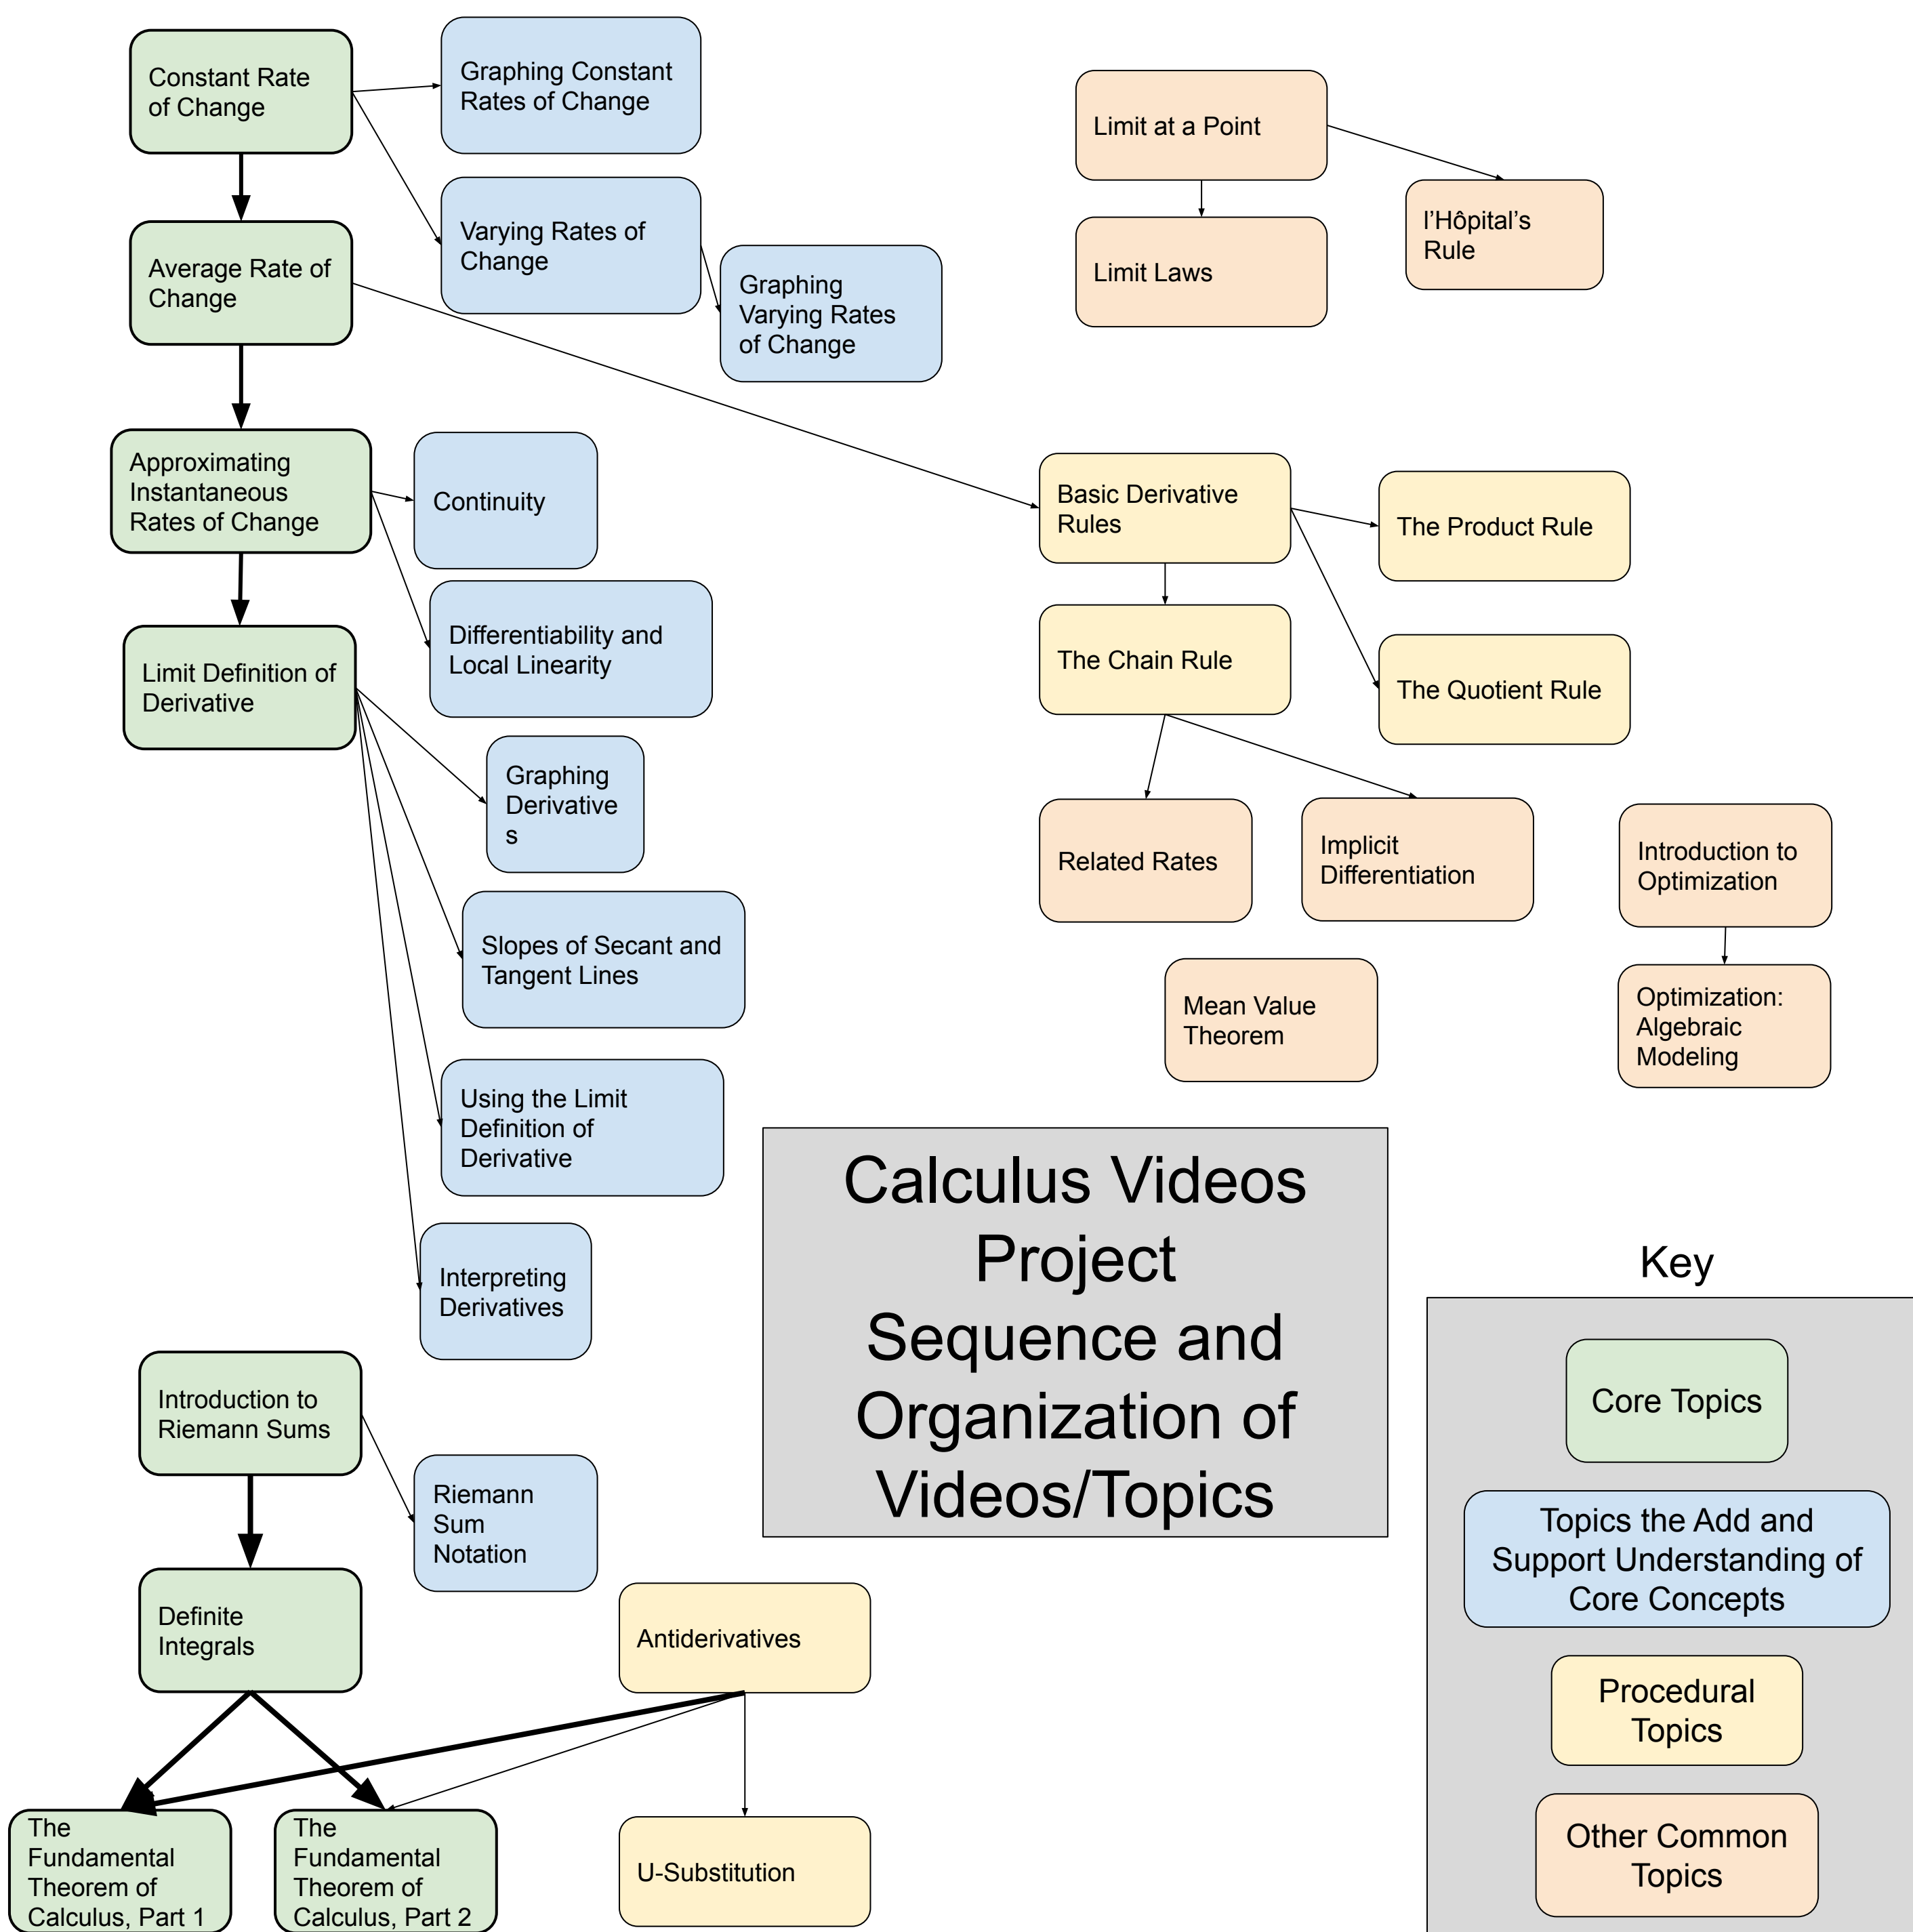 Constant Rate
of Change
Graphing Constant
Rates of Change
Limit at a Point
l’Hôpital’s
Rule
Varying Rates of
Change
Limit Laws
Average Rate of
Change
Graphing
Varying Rates
of Change
Approximating
Instantaneous
Rates of Change
Continuity
Basic Derivative
Rules
The Product Rule
Differentiability and
Local Linearity
The Chain Rule
The Quotient Rule
Limit Definition of
Derivative
Graphing
Derivative
s
Related Rates
Implicit
Differentiation
Introduction to
Optimization
Slopes of Secant and
Tangent Lines
Mean Value
Theorem
Optimization:
Algebraic
Modeling
Using the Limit
Definition of
Derivative
Interpreting
Derivatives
Calculus Videos
Project
Sequence and
Organization of
Videos/Topics
Key
Core Topics
Topics the Add and
Support Understanding of
Core Concepts
Procedural
Topics
Other Common
Topics
Introduction to
Riemann Sums
Riemann
Sum
Notation
Definite
Integrals
Antiderivatives
The
Fundamental
Theorem of
Calculus, Part 1
The
Fundamental
Theorem of
Calculus, Part 2
U-Substitution